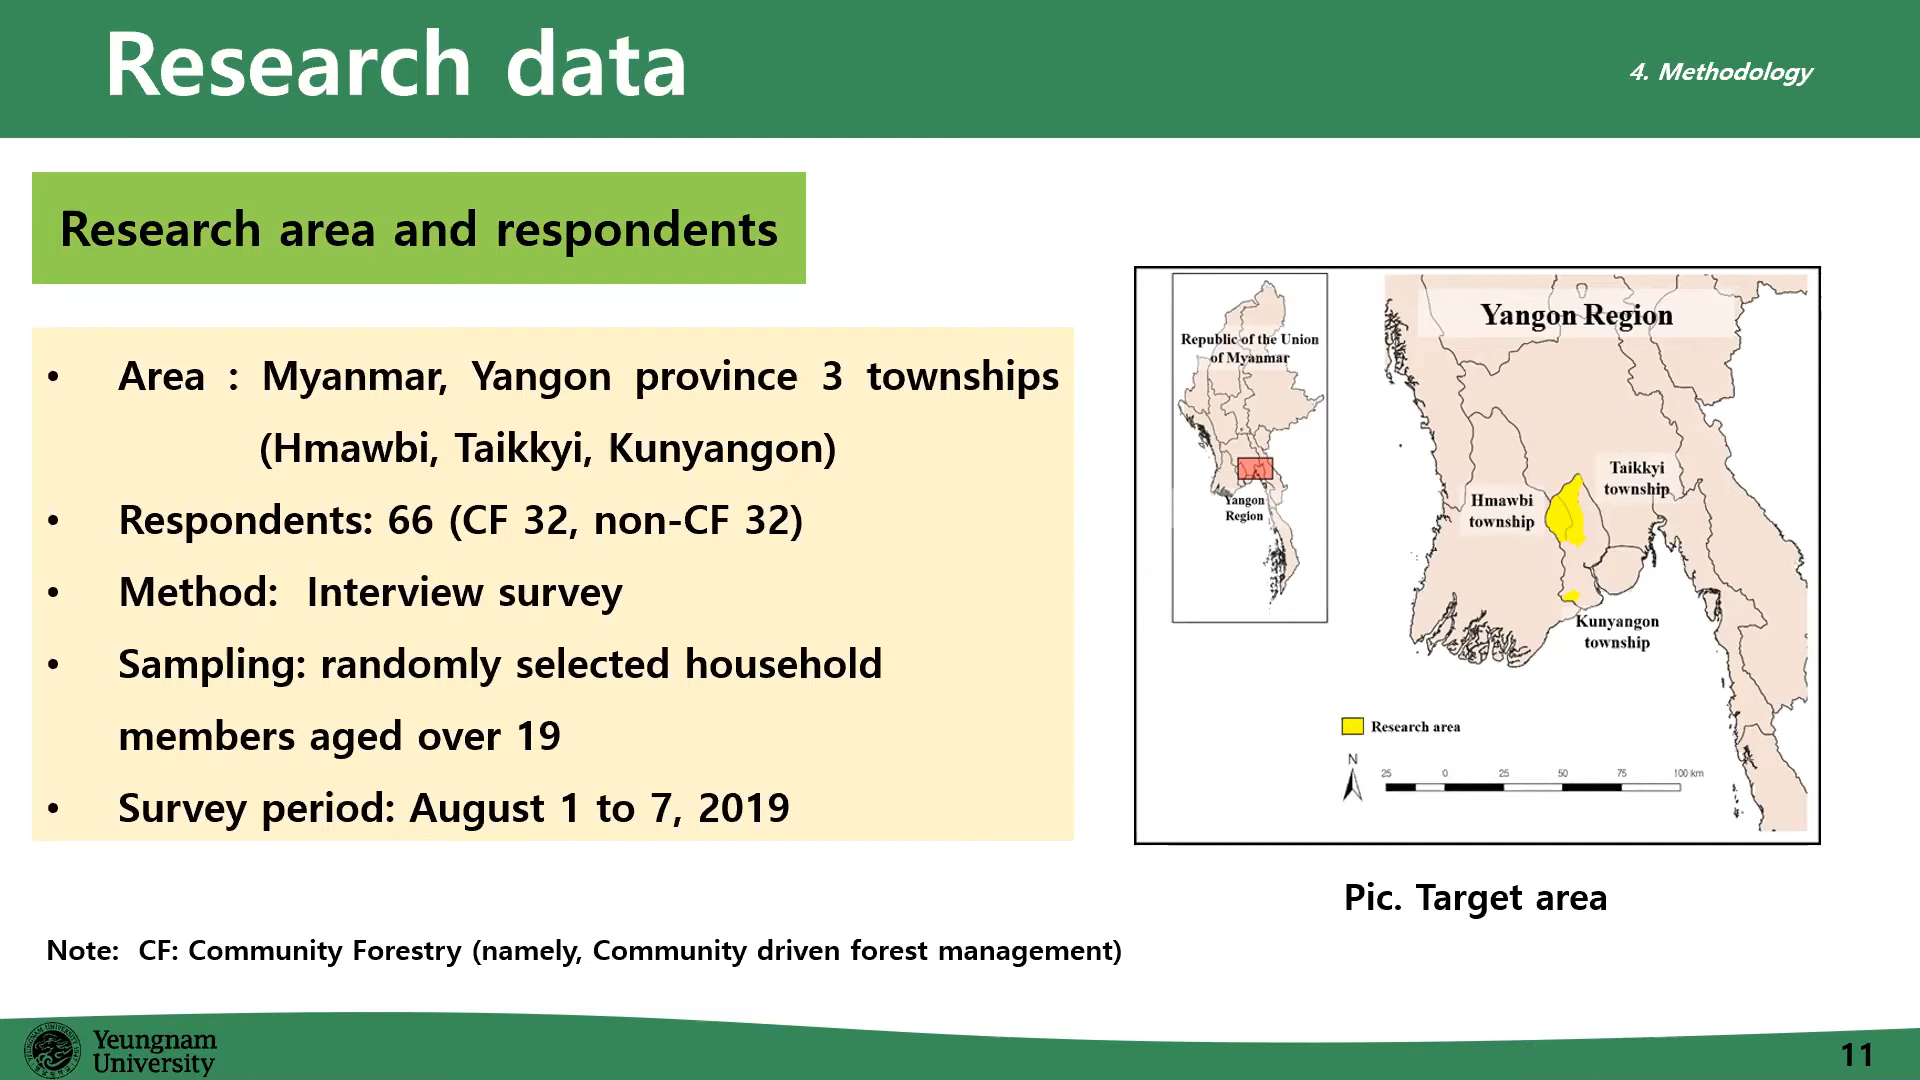 Research data
4. Methodology
Research area and respondents
• Area : Myanmar, Yangon province 3 townships
(Hmawbi, Taikkyi, Kunyangon)
• Respondents: 66 (CF 32, non-CF 32)
• Method: Interview survey
• Sampling: randomly selected household
members aged over 19
• Survey period: August 1 to 7, 2019
Republic of the Union
of Myanmar
Yangon
Region
Yangon Region
Taikkyi
township
Hmawbi
township
Kunyangon
township
Research area
N
25 0 25 50 75 100 km
Pic. Target area
Note: CF: Community Forestry (namely, Community driven forest management)
Yeungnam
University
11